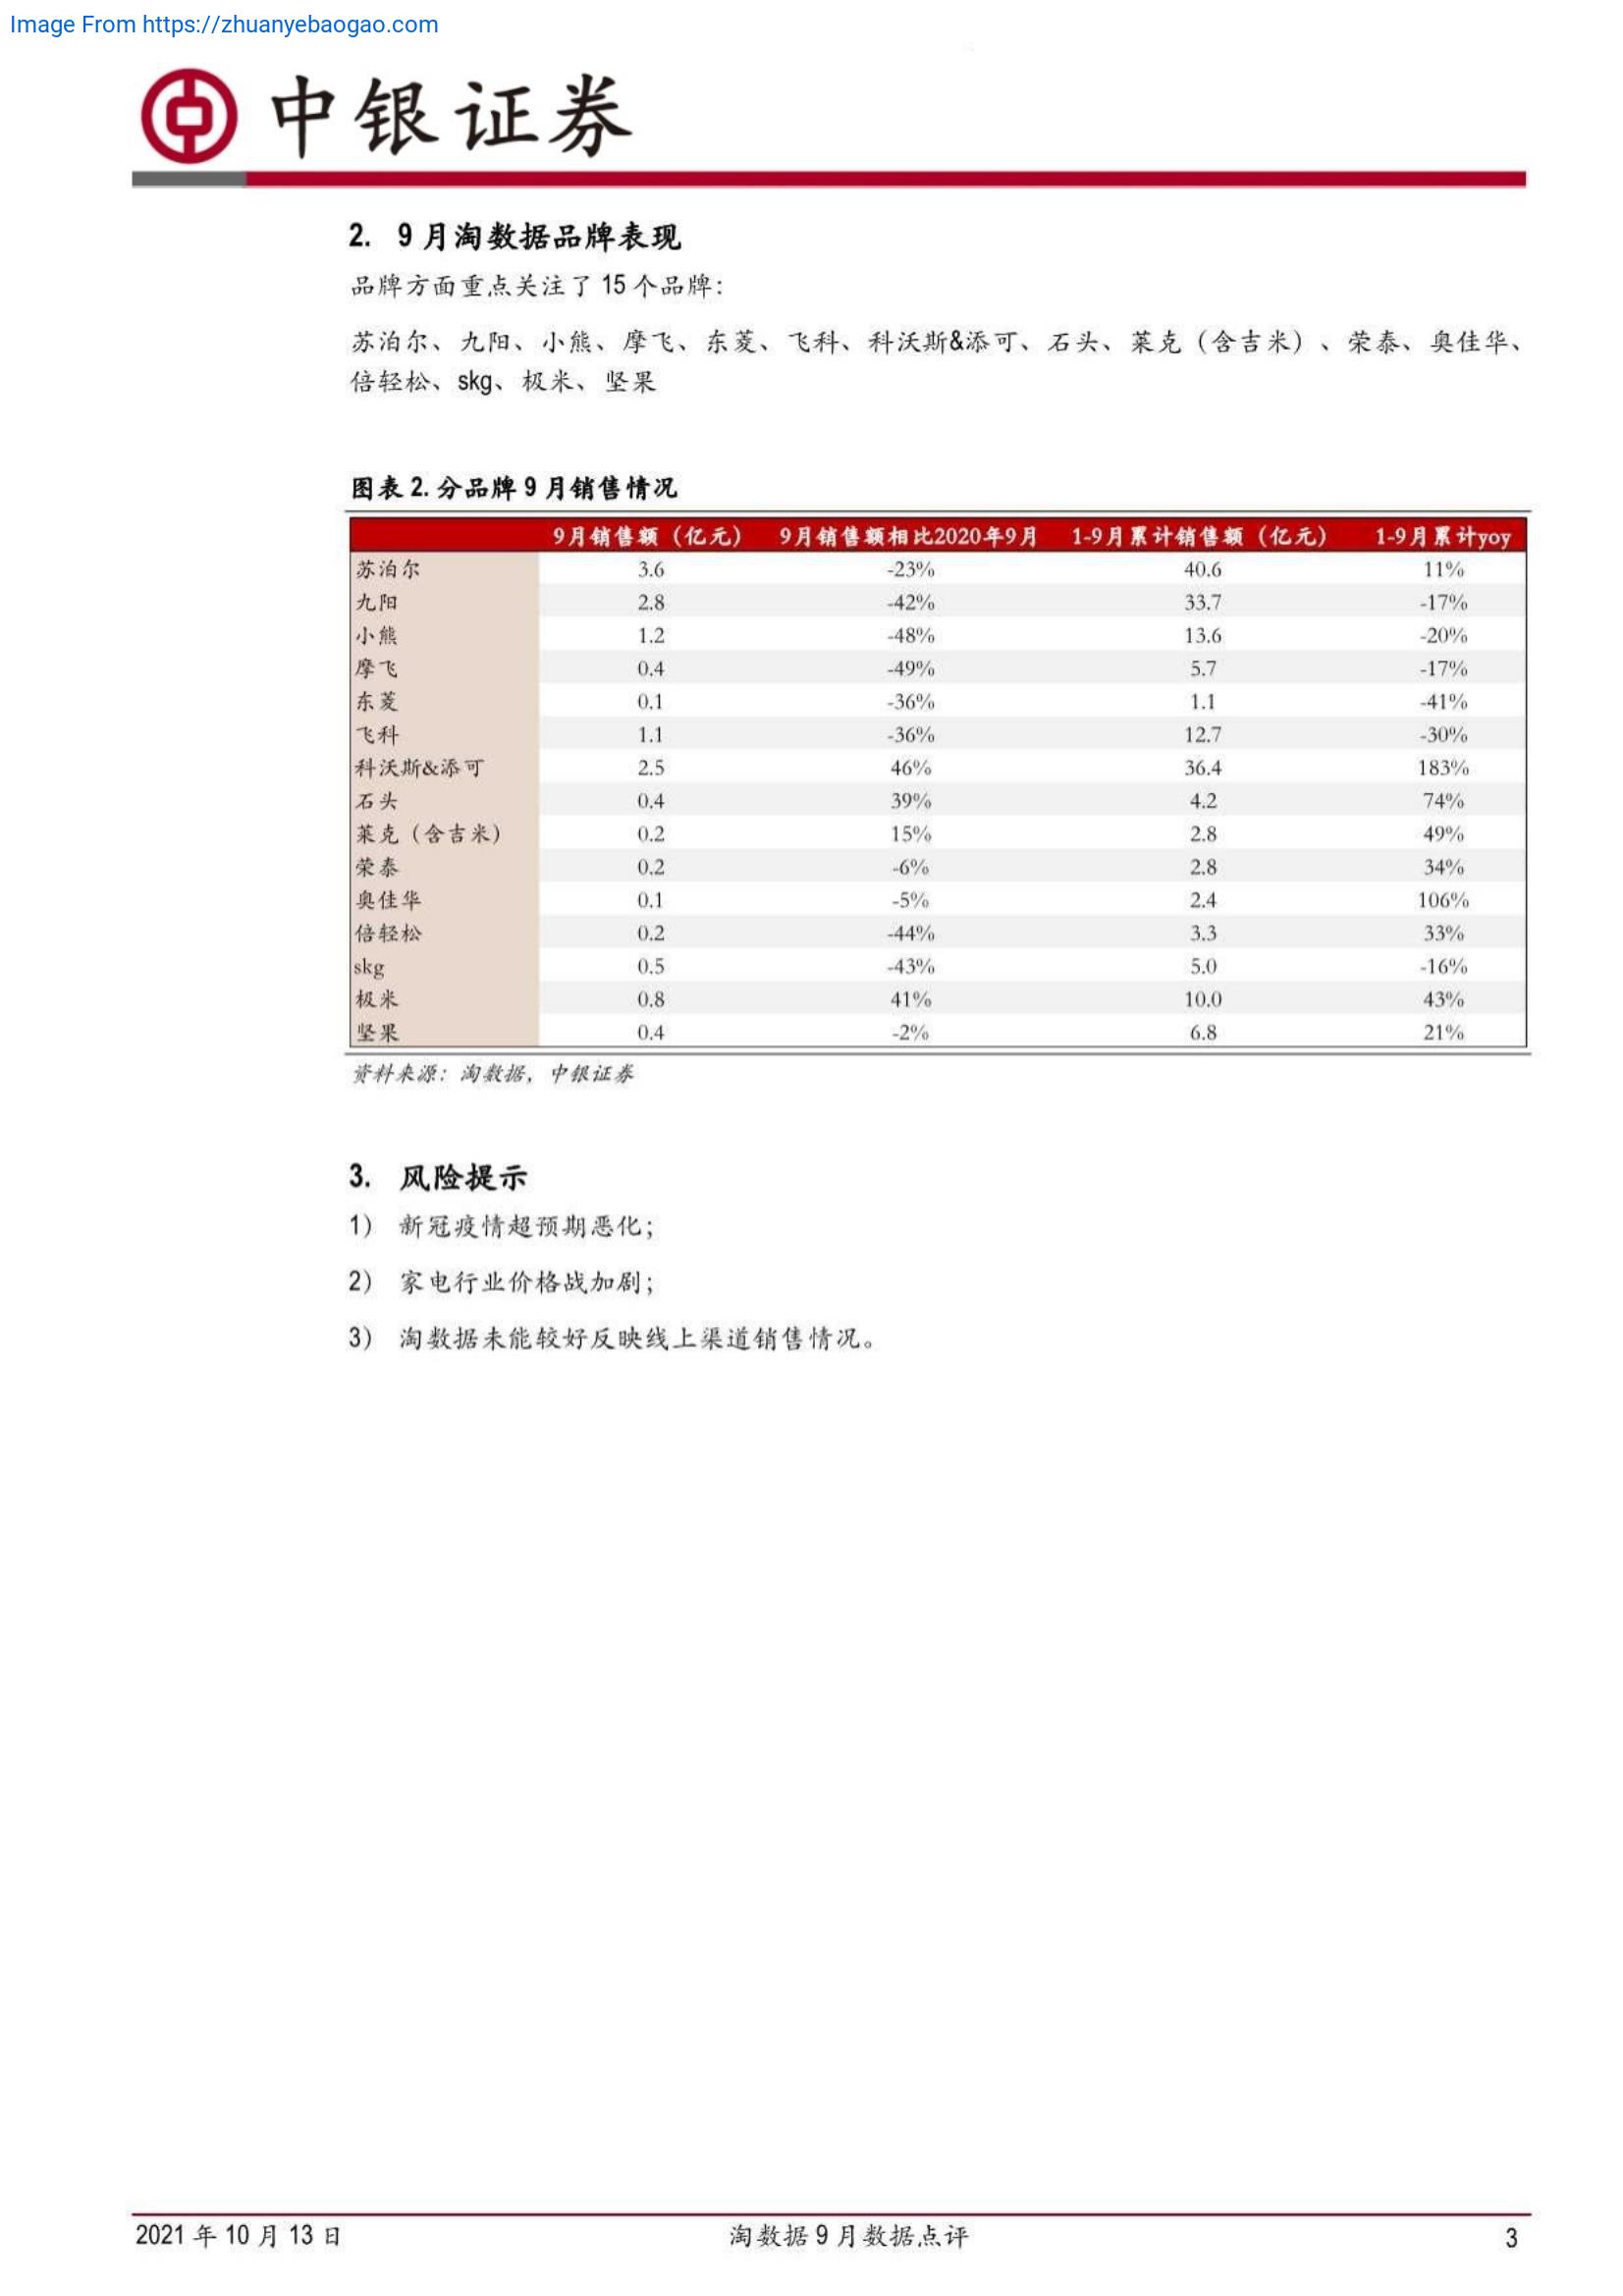 Image From https://zhuanyebaogao.com
中银证券
2. 9 月淘数据品牌表现
品牌方面重点关注了 15 个品牌：
苏泊尔、九阳、小熊、摩飞、东菱、飞科、科沃斯&添可、石头、莱克（含吉米）、荣泰、奥佳华、
倍轻松、skg、极米、坚果
图表 2. 分品牌 9 月销售情况
9月销售额（亿元） 9月销售额相比2020年9月 1-9月累计销售额（亿元） 1-9月累计yoy
苏泊尔 3.6 -23% 40.6 11%
九阳 2.8 -42% 33.7 -17%
小熊 1.2 -48% 13.6 -20%
摩飞 0.4 -49% 5.7 -17%
东菱 0.1 -36% 1.1 -41%
飞科 1.1 -36% 12.7 -30%
科沃斯&添可 2.5 46% 36.4 183%
石头 0.4 39% 4.2 74%
莱克（含吉米） 0.2 15% 2.8 49%
荣泰 0.2 -6% 2.8 34%
奥佳华 0.1 -5% 2.4 106%
倍轻松 0.2 -44% 3.3 33%
skg 0.5 -43% 5.0 -16%
极米 0.8 41% 10.0 43%
坚果 0.4 -2% 6.8 21%
资料来源：淘数据，中银证券
3. 风险提示
1) 新冠疫情超预期恶化；
2) 家电行业价格战加剧；
3) 淘数据未能较好反映线上渠道销售情况。
2021 年 10 月 13 日 淘数据 9 月数据点评 3